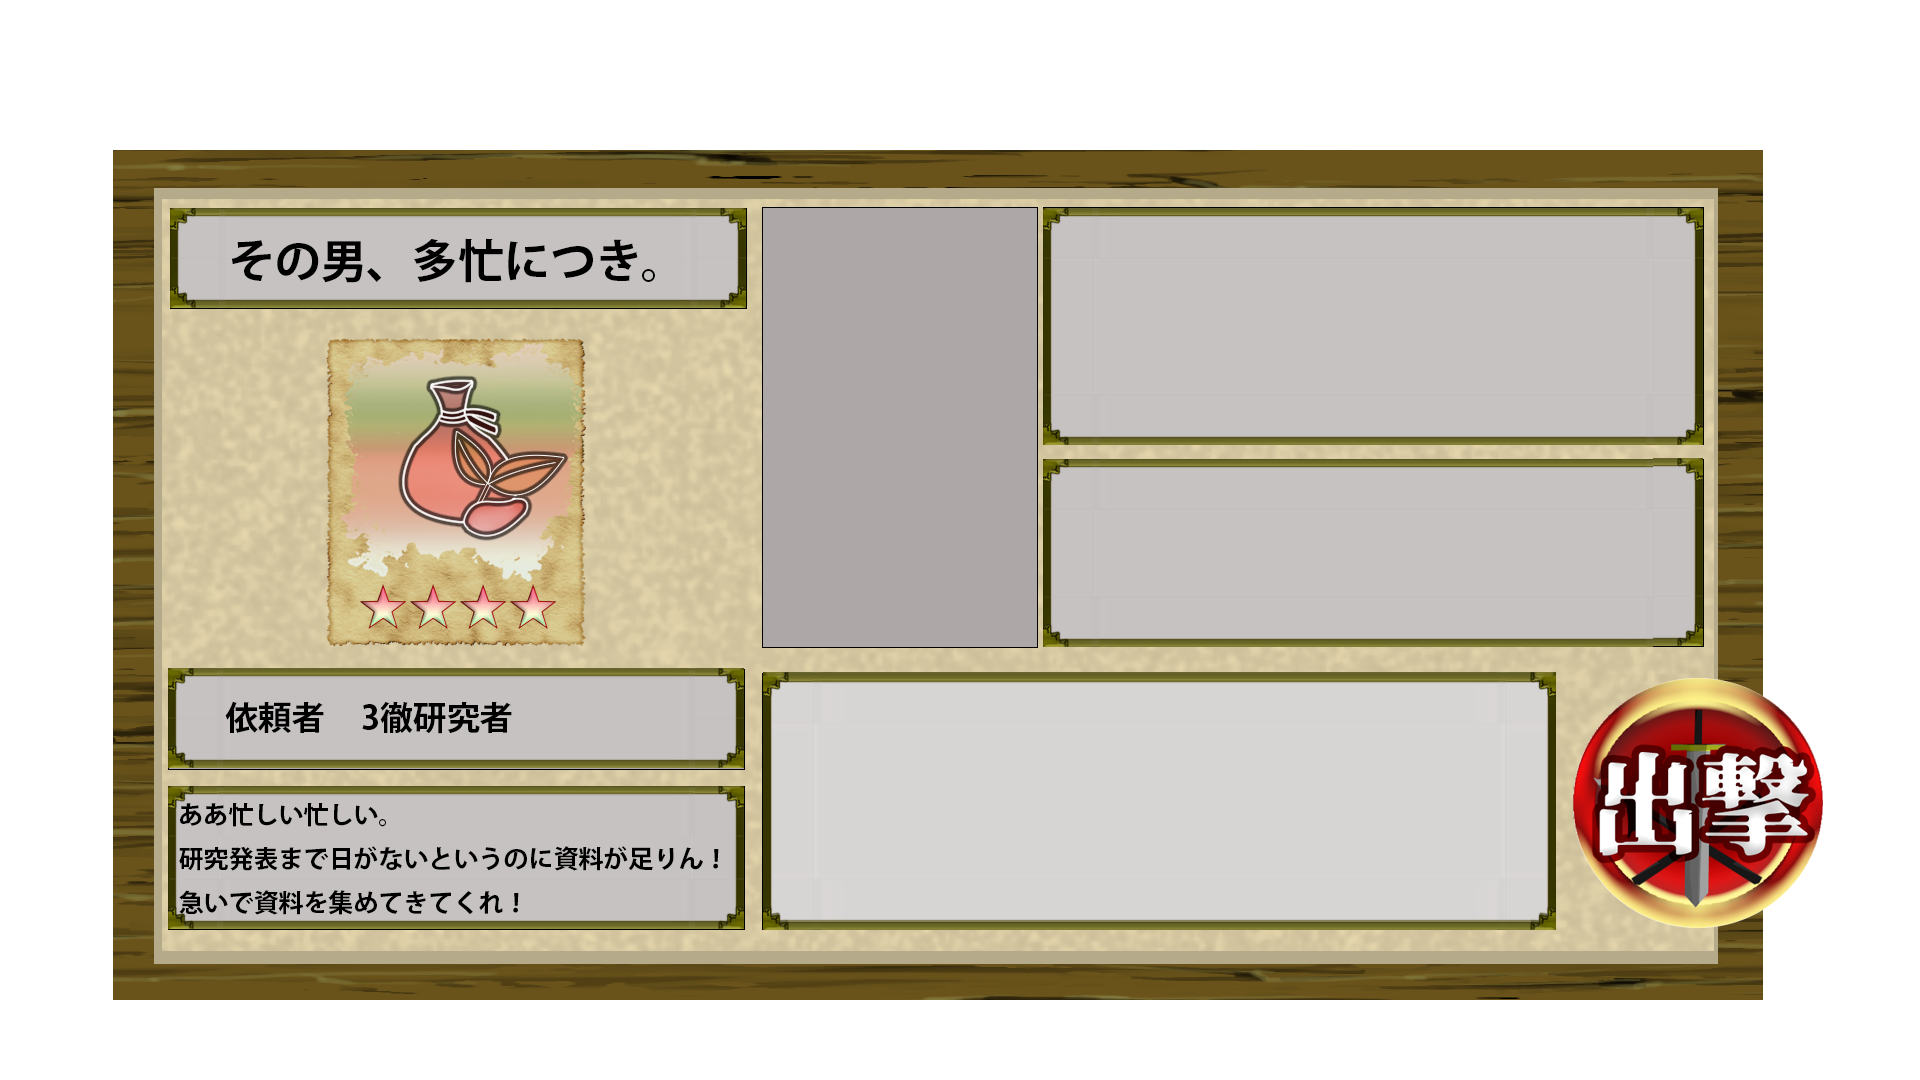 その男、多忙につき。
依頼者　3徹研究者
ああ忙しい忙しい。
研究発表まで日がないというのに資料が足りん！
急いで資料を集めてきてくれ！
出撃